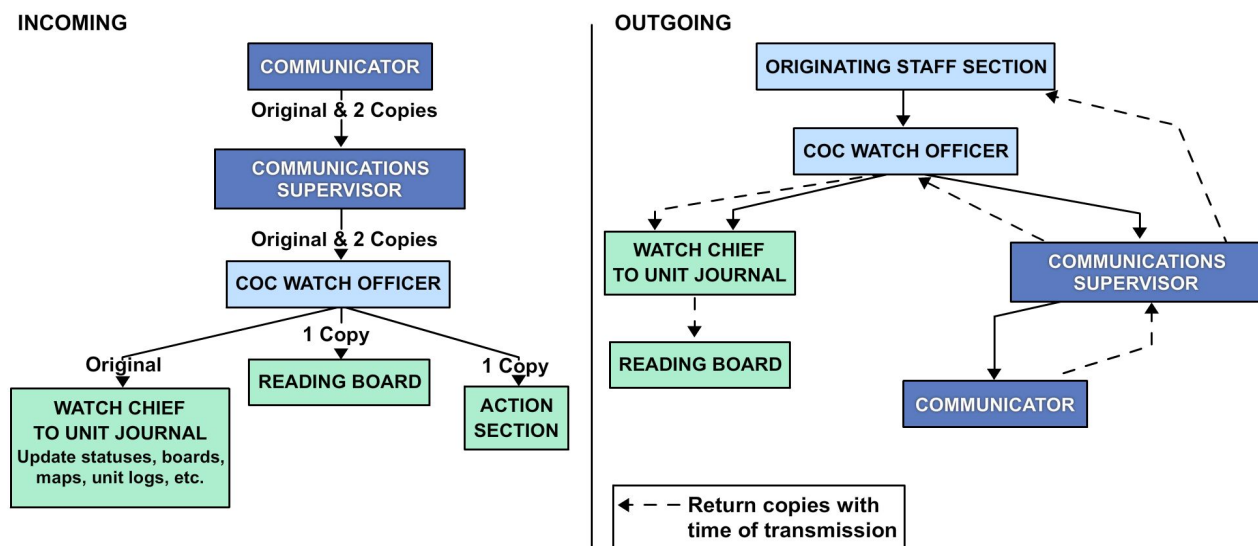 INCOMING
COMMUNICATOR
Original & 2 Copies
COMMUNICATIONS
SUPERVISOR
Original & 2 Copies
COC WATCH OFFICER
Original
1 Copy
1 Copy
WATCH CHIEF
TO UNIT JOURNAL
Update statuses, boards,
maps, unit logs, etc.
READING BOARD
ACTION
SECTION
OUTGOING
ORIGINATING STAFF SECTION
COC WATCH OFFICER
WATCH CHIEF
TO UNIT JOURNAL
COMMUNICATIONS
SUPERVISOR
READING BOARD
COMMUNICATOR
Return copies with
time of transmission